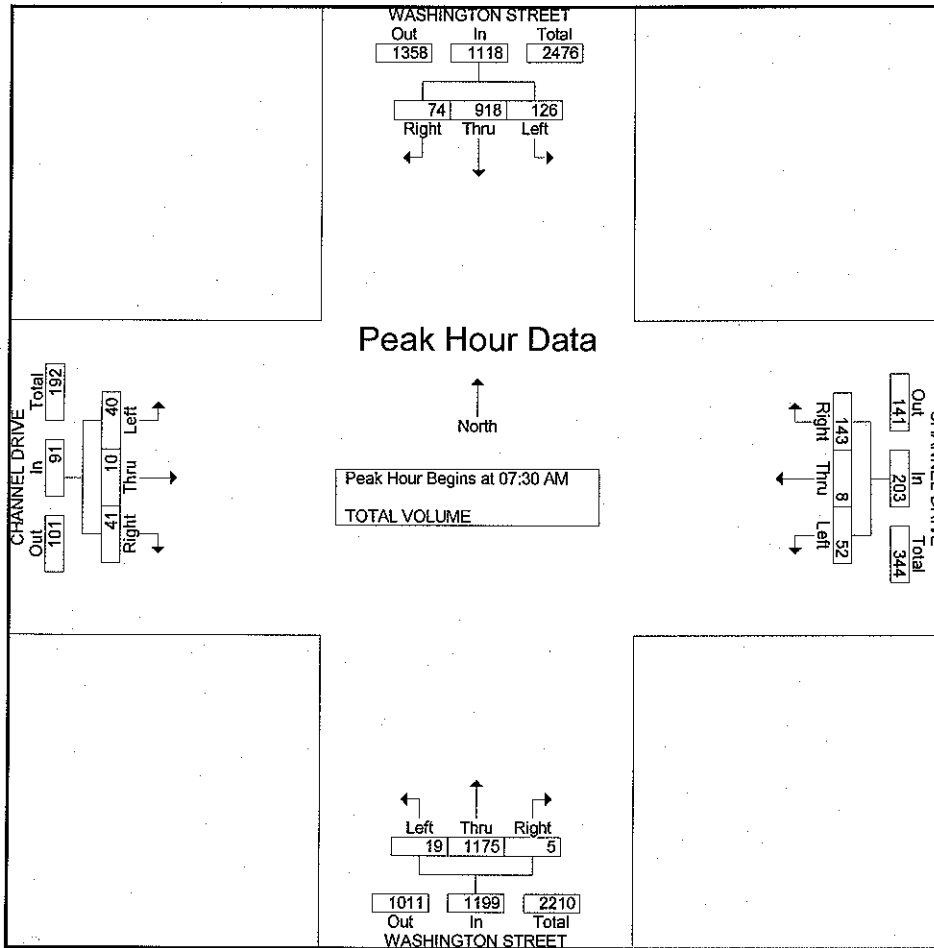 WASHINGTON STREET
Out In Total
1358 1118 2476
74 918 126
Right Thru Left
Peak Hour Data
North
Peak Hour Begins at 07:30 AM
TOTAL VOLUME
CHANNEL DRIVE
Out In Total
101 91 192
41 10 40
Right Thru Left
Right Thru Left
143 8 52
Out In Total
141 203 344
CHANNEL DRIVE
Left Thru Right
19 1175 5
1011 1199 2210
Out In Total
WASHINGTON STREET